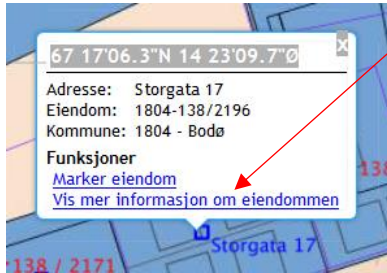 67 17'06.3"N 14 23'09.7"Ø
x
Adresse: Storgata 17
Eiendom: 1804-138/2196
Kommune: 1804 - Bodø
Funksjoner
Marker eiendom
Vis mer informasjon om eiendommen
138
Storgata 17
138 / 2171